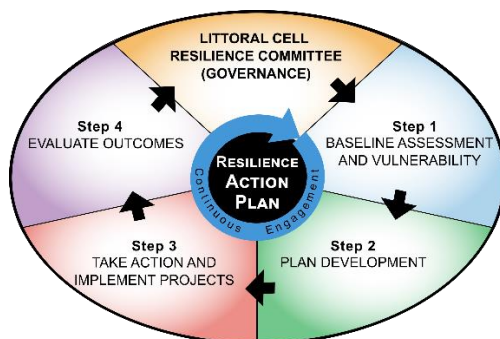 LITTORAL CELL
RESILIENCE COMMITTEE
(GOVERNANCE)
Step 1
BASELINE ASSESSMENT
AND VULNERABILITY
Step 2
PLAN DEVELOPMENT
Step 3
TAKE ACTION AND
IMPLEMENT PROJECTS
Step 4
EVALUATE OUTCOMES
RESILIENCE
ACTION
PLAN
Continuous Engagement